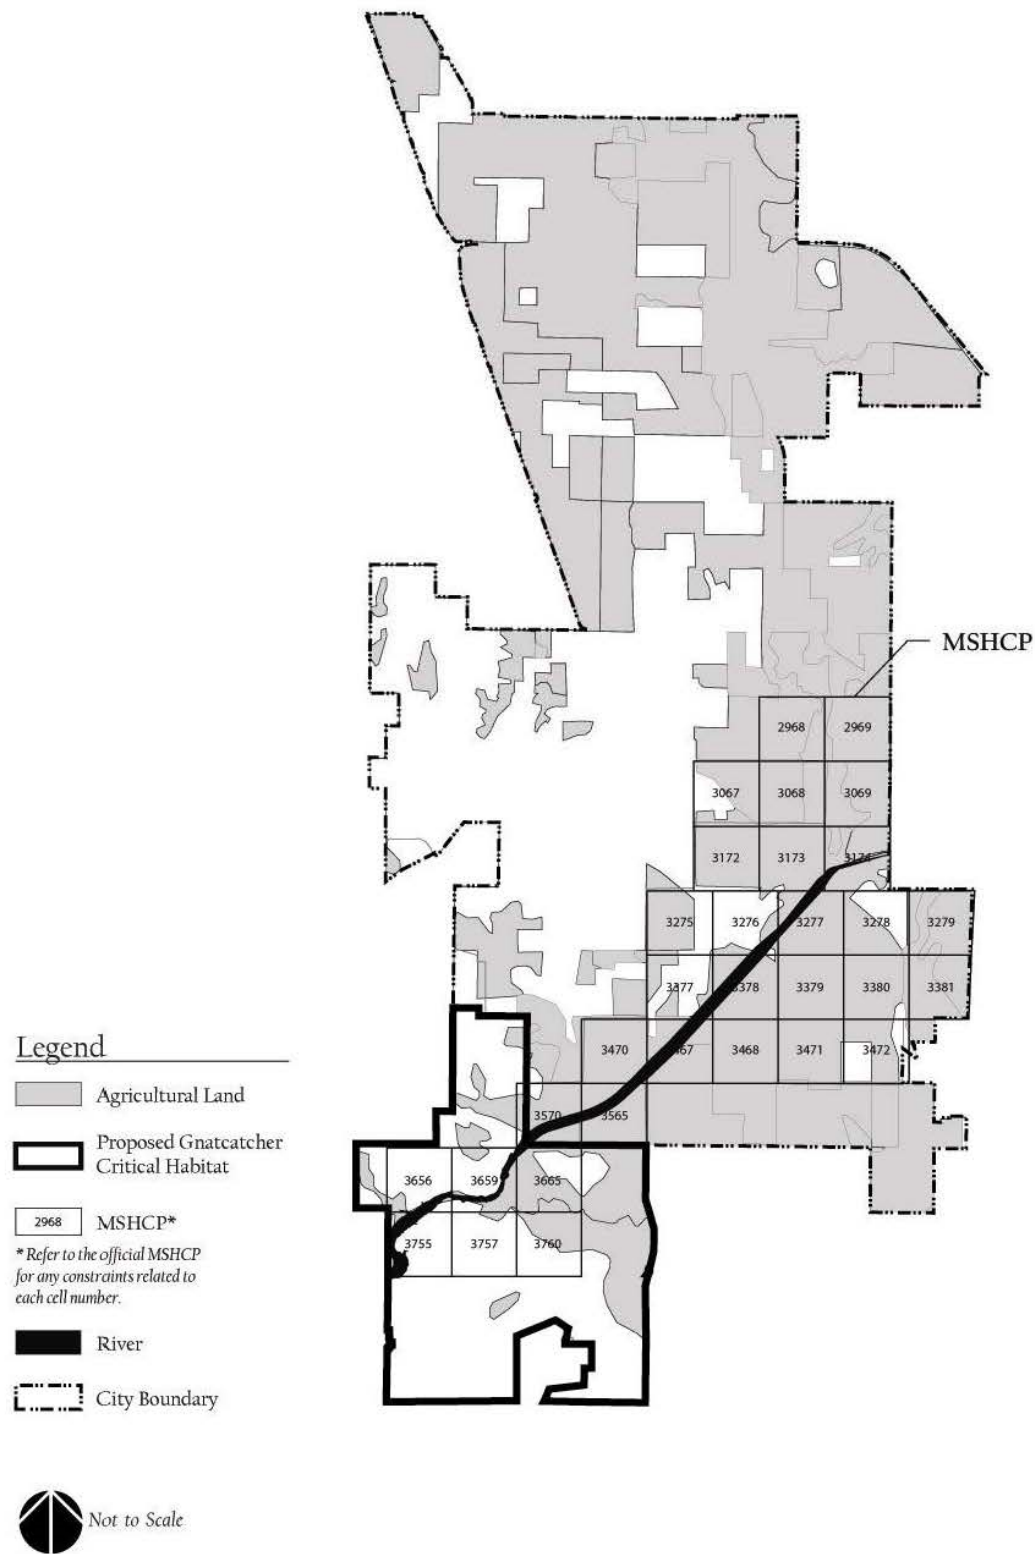 MSHCP
2968 2969
3067 3068 3069
3172 3173 3174
3275 3276 3277 3278 3279
3377 3378 3379 3380 3381
3470 3467 3468 3471 3472
3570 3565
3656 3659 3665
3755 3757 3760
Legend
Agricultural Land
Proposed Gnatcatcher
Critical Habitat
2968 MSHCP*
* Refer to the official MSHCP
for any constraints related to
each cell number.
River
City Boundary
Not to Scale